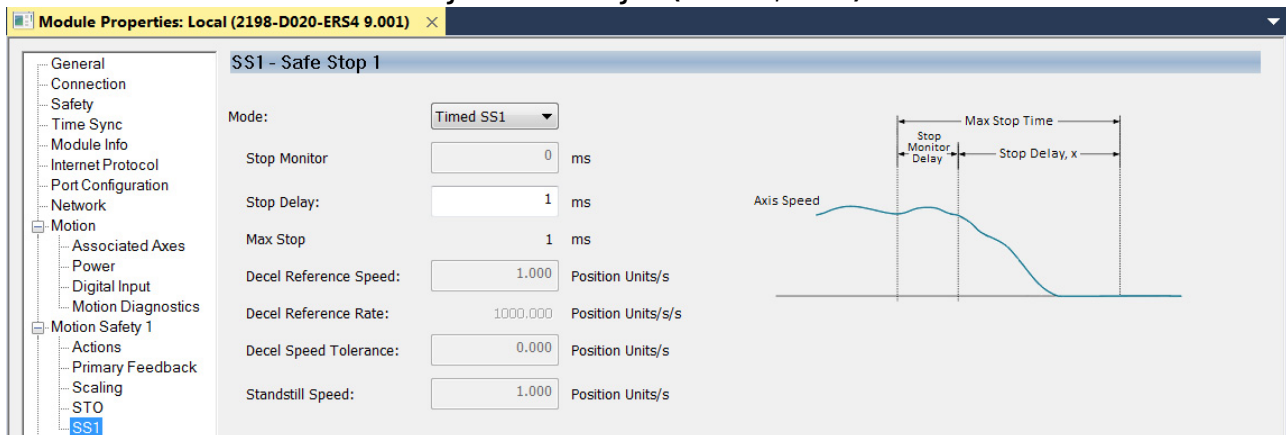 Module Properties: Local (2198-D020-ERS4 9.001) ×
General
Connection
Safety
Time Sync
Module Info
Internet Protocol
Port Configuration
Network
Motion
Associated Axes
Power
Digital Input
Motion Diagnostics
Motion Safety 1
Actions
Primary Feedback
Scaling
STO
SS1
SS1 - Safe Stop 1
Mode: Timed SS1
Stop Monitor 0 ms
Stop Delay: 1 ms
Max Stop 1 ms
Decel Reference Speed: 1.000 Position Units/s
Decel Reference Rate: 1000.000 Position Units/s/s
Decel Speed Tolerance: 0.000 Position Units/s
Standstill Speed: 1.000 Position Units/s
Max Stop Time
Stop
Monitor
Delay
Stop Delay, x
Axis Speed